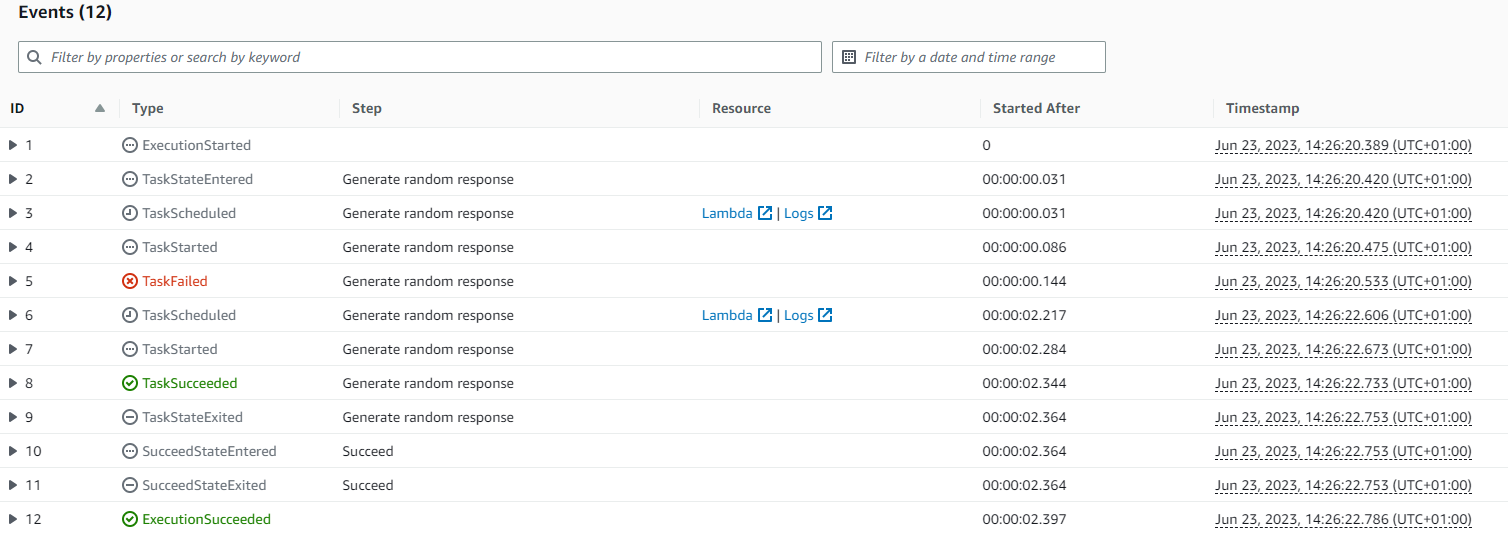 Events (12)
Filter by properties or search by keyword Filter by a date and time range
ID Type Step Resource Started After Timestamp
1 ExecutionStarted 0 Jun 23, 2023, 14:26:20.389 (UTC+01:00)
2 TaskStateEntered Generate random response 00:00:00.031 Jun 23, 2023, 14:26:20.420 (UTC+01:00)
3 TaskScheduled Generate random response Lambda | Logs 00:00:00.031 Jun 23, 2023, 14:26:20.420 (UTC+01:00)
4 TaskStarted Generate random response 00:00:00.086 Jun 23, 2023, 14:26:20.475 (UTC+01:00)
5 TaskFailed Generate random response 00:00:00.144 Jun 23, 2023, 14:26:20.533 (UTC+01:00)
6 TaskScheduled Generate random response Lambda | Logs 00:00:02.217 Jun 23, 2023, 14:26:22.606 (UTC+01:00)
7 TaskStarted Generate random response 00:00:02.284 Jun 23, 2023, 14:26:22.673 (UTC+01:00)
8 TaskSucceeded Generate random response 00:00:02.344 Jun 23, 2023, 14:26:22.733 (UTC+01:00)
9 TaskStateExited Generate random response 00:00:02.364 Jun 23, 2023, 14:26:22.753 (UTC+01:00)
10 SucceedStateEntered Succeed 00:00:02.364 Jun 23, 2023, 14:26:22.753 (UTC+01:00)
11 SucceedStateExited Succeed 00:00:02.364 Jun 23, 2023, 14:26:22.753 (UTC+01:00)
12 ExecutionSucceeded 00:00:02.397 Jun 23, 2023, 14:26:22.786 (UTC+01:00)